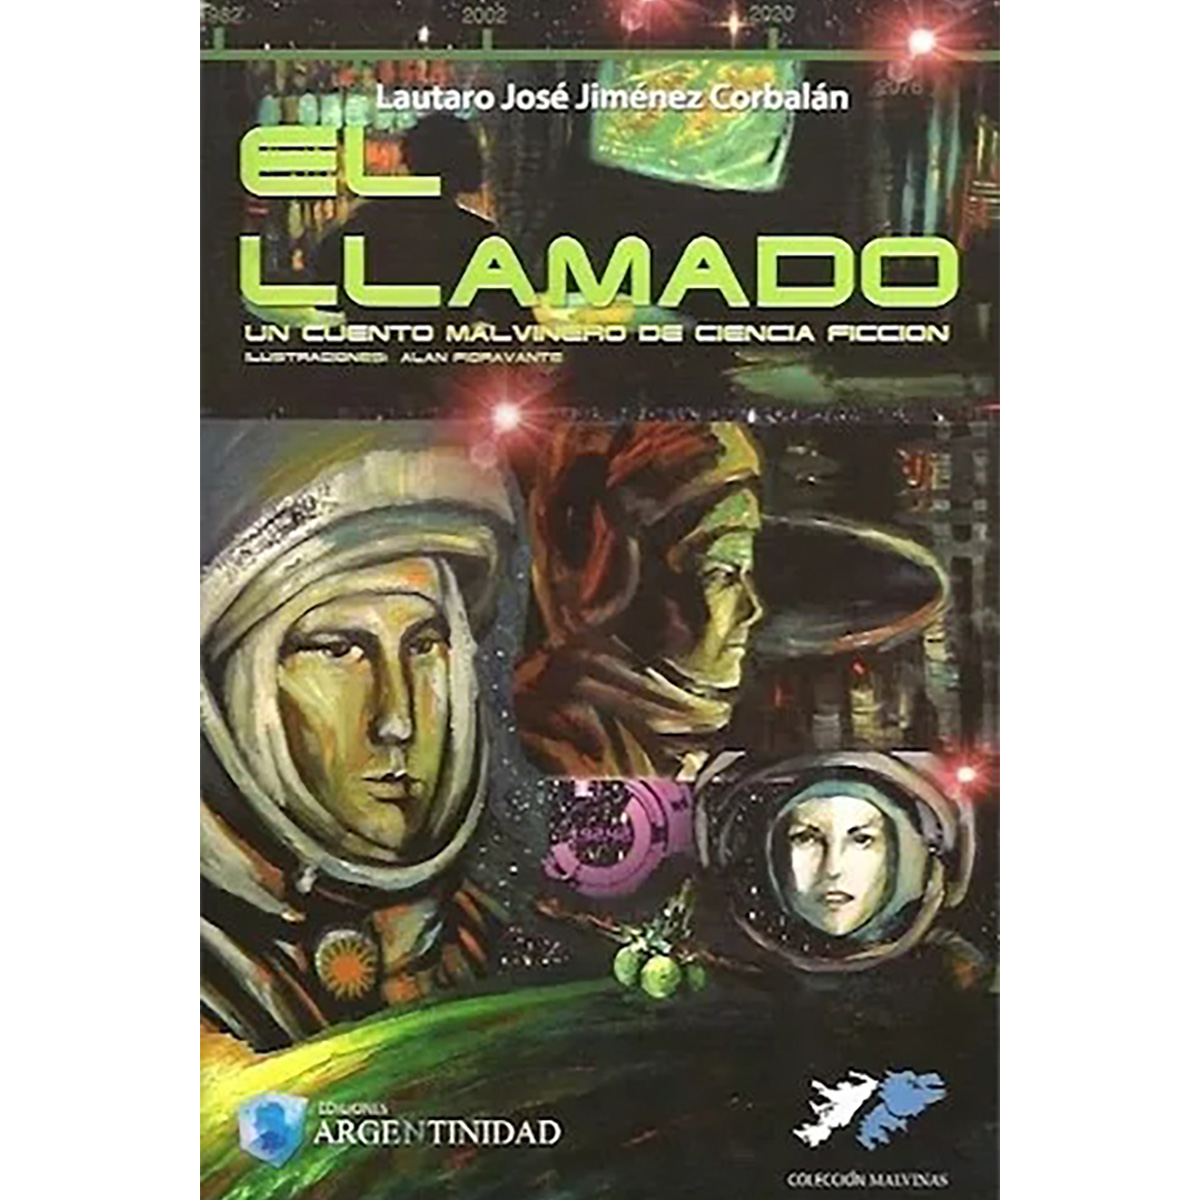 1982 2002 2020
2076
Lautaro José Jiménez Corbalán
EL
LLAMADO
UN CUENTO MALVINERO DE CIENCIA FICCION
ILUSTRACIONES: ALAN FIORAVANTE
EDICIONES
ARGENTINIDAD
COLECCIÓN MALVINAS